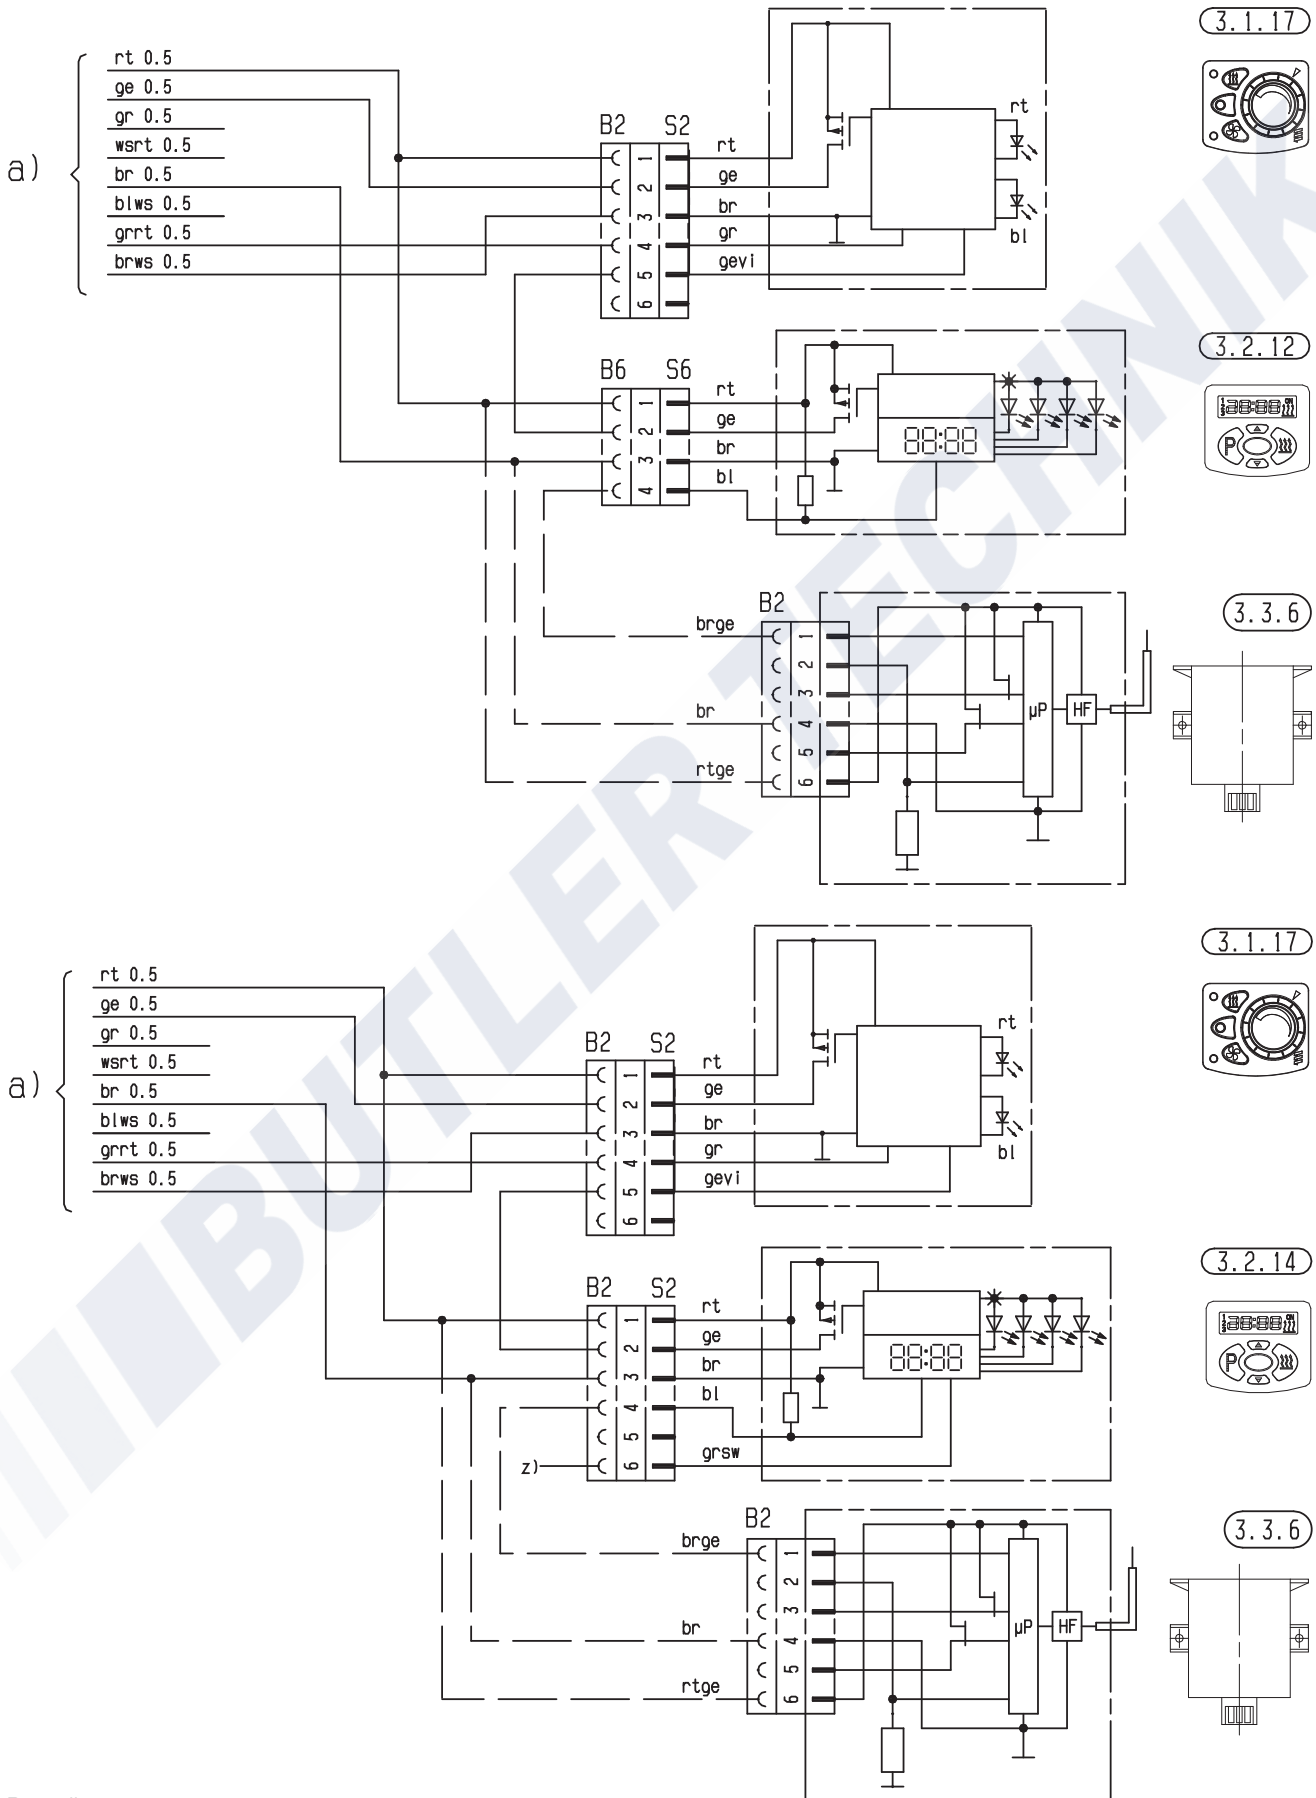 3.1.17
rt 0.5
ge 0.5
gr 0.5
wsrt 0.5
br 0.5
blws 0.5
grrt 0.5
brws 0.5
a)
B2 S2
1 rt
2 ge
3 br
4 gr
5 gevi
6
rt
bl
3.2.12
B6 S6
1 rt
2 ge
3 br
4 bl
88:88
P
3.3.6
B2
brge 1
2
3
br 4
5
rtge 6
µP HF
3.1.17
rt 0.5
ge 0.5
gr 0.5
wsrt 0.5
br 0.5
blws 0.5
grrt 0.5
brws 0.5
a)
B2 S2
1 rt
2 ge
3 br
4 gr
5 gevi
6
rt
bl
3.2.14
B2 S2
1 rt
2 ge
3 br
4 bl
5
z) 6 grsw
88:88
P
3.3.6
B2
brge 1
2
3
br 4
5
rtge 6
µP HF
BUTLER TECHNIK